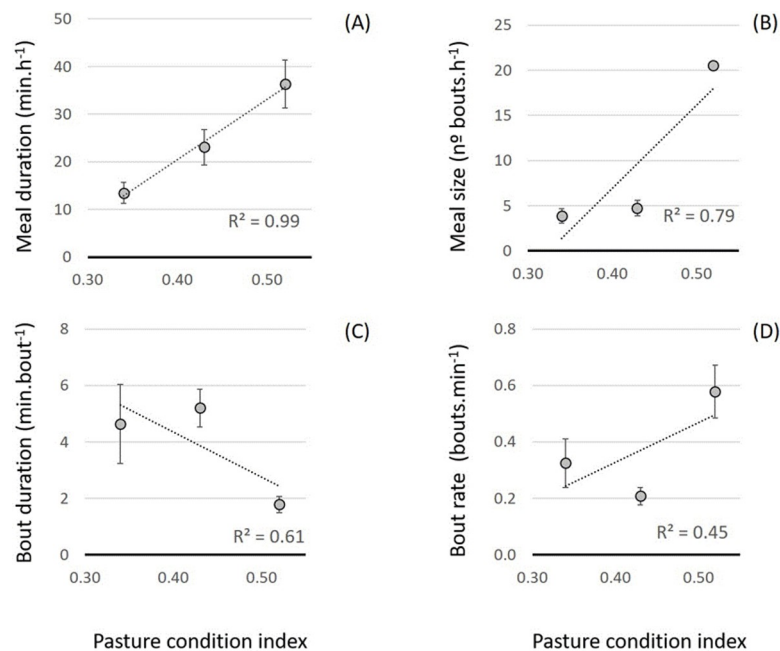 (A)
Meal duration (min.h⁻¹)
50
40
30
20
10
0
R² = 0.99
0.30
0.40
0.50
(B)
Meal size (nº bouts.h⁻¹)
25
20
15
10
5
0
R² = 0.79
0.30
0.40
0.50
(C)
Bout duration (min.bout⁻¹)
8
6
4
2
0
R² = 0.61
0.30
0.40
0.50
Pasture condition index
(D)
Bout rate (bouts.min⁻¹)
0.8
0.6
0.4
0.2
0.0
R² = 0.45
0.30
0.40
0.50
Pasture condition index